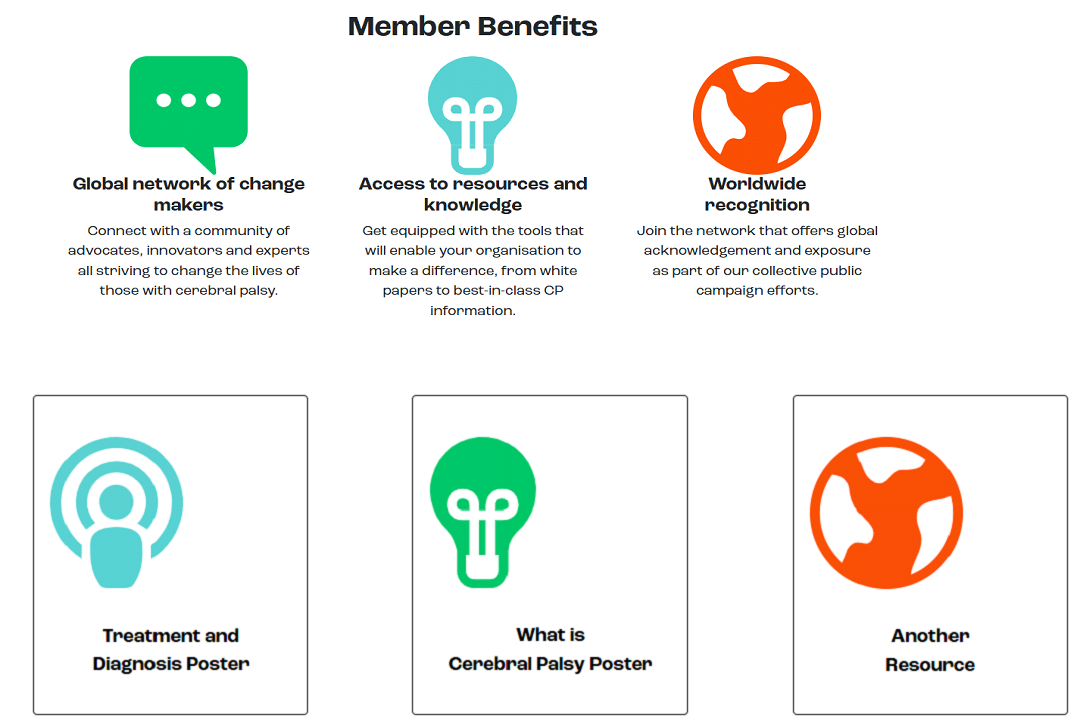 Member Benefits
Global network of change
makers
Connect with a community of
advocates, innovators and experts
all striving to change the lives of
those with cerebral palsy.
Access to resources and
knowledge
Get equipped with the tools that
will enable your organisation to
make a difference, from white
papers to best-in-class CP
information.
Worldwide
recognition
Join the network that offers global
acknowledgement and exposure
as part of our collective public
campaign efforts.
Treatment and
Diagnosis Poster
What is
Cerebral Palsy Poster
Another
Resource